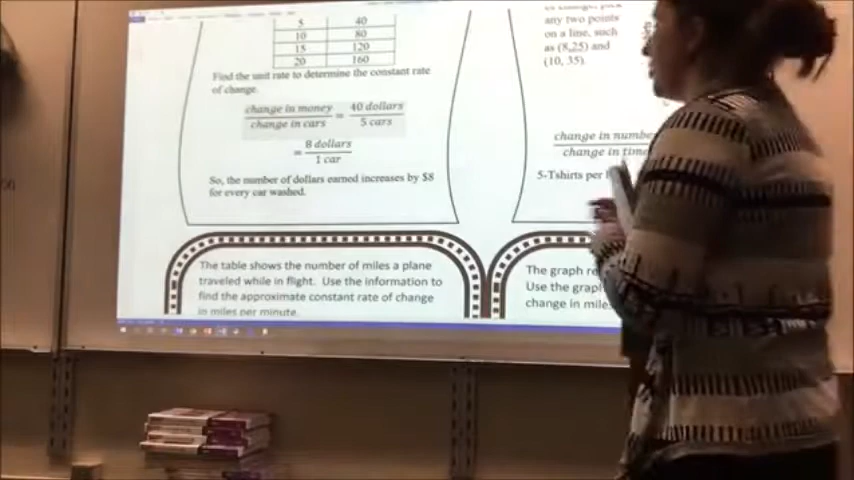 5 40
10 80
15 120
20 160
Find the unit rate to determine the constant rate
of change.
change in money = 40 dollars
change in cars 5 cars
= 8 dollars
1 car
So, the number of dollars earned increases by $8
for every car washed.
any two points
on a line, such
as (8,25) and
(10, 35).
change in numbe
change in time
5-Tshirts per
The table shows the number of miles a plane
traveled while in flight. Use the information to
find the approximate constant rate of change
in miles per minute.
The graph re
Use the grap
change in mile